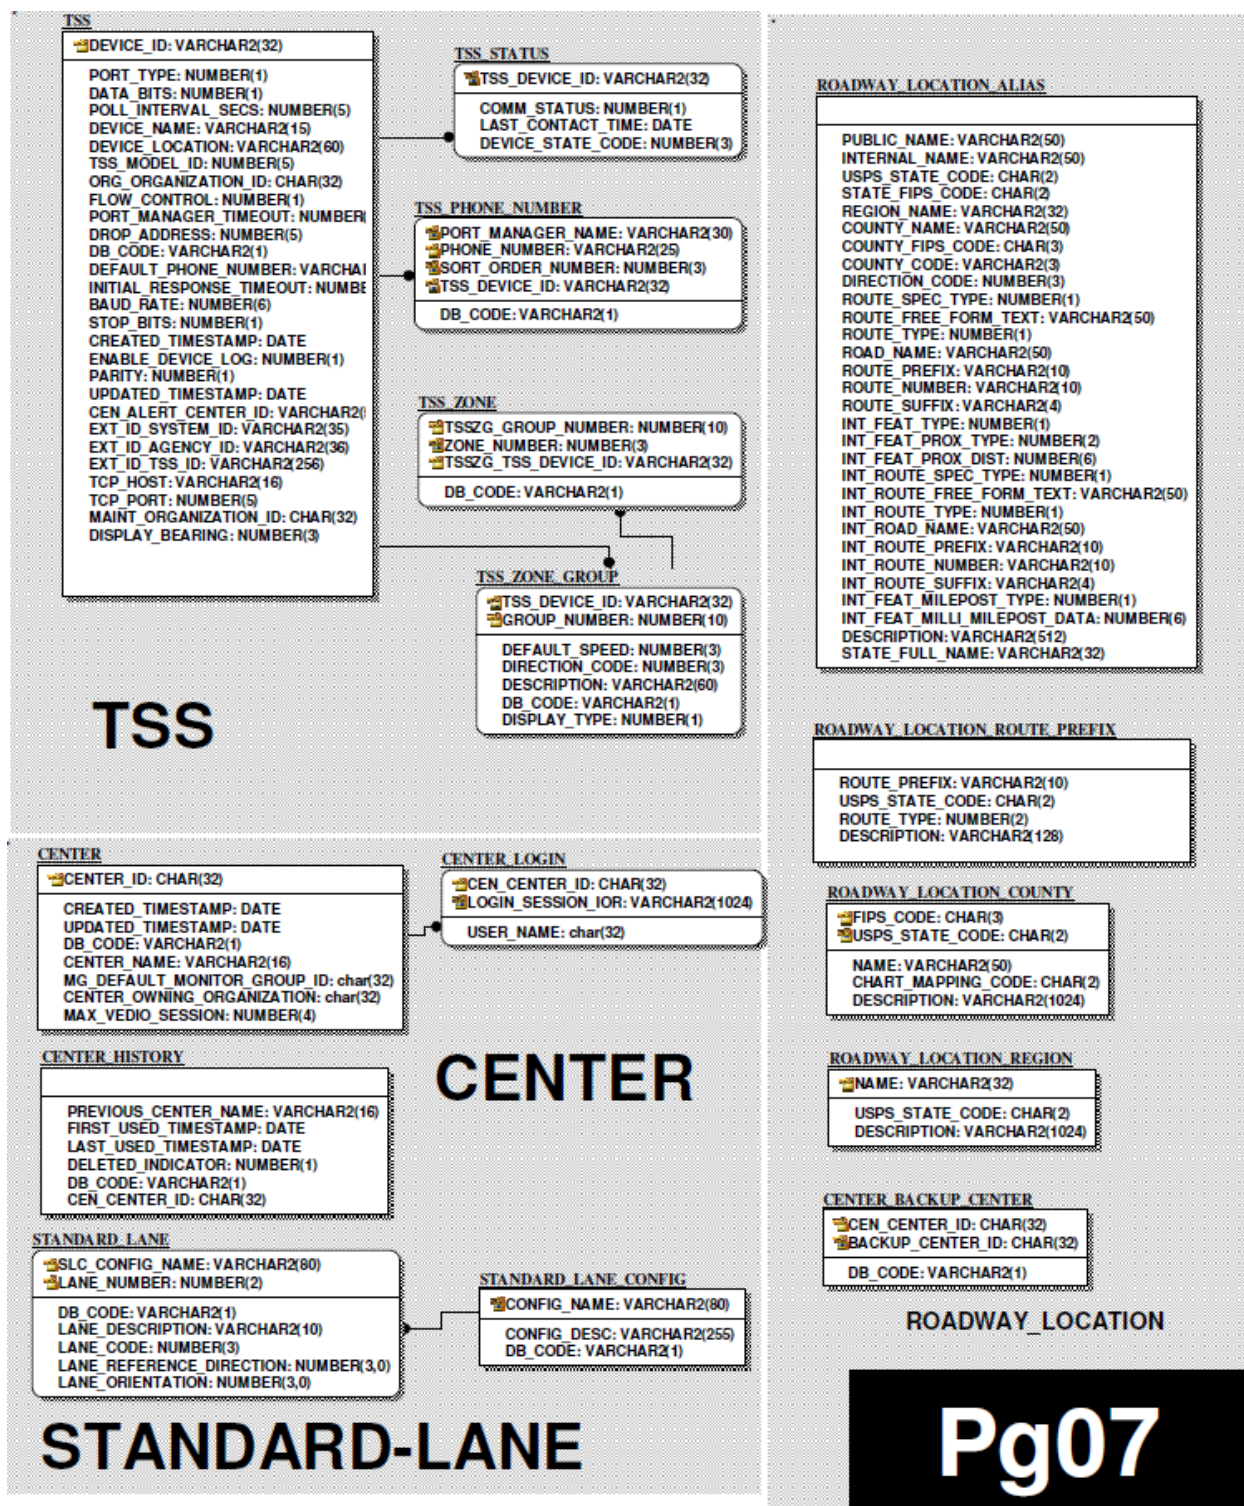 TSS
DEVICE_ID: VARCHAR2(32)
PORT_TYPE: NUMBER(1)
DATA_BITS: NUMBER(1)
POLL_INTERVAL_SECS: NUMBER(5)
DEVICE_NAME: VARCHAR2(15)
DEVICE_LOCATION: VARCHAR2(60)
TSS_MODEL_ID: NUMBER(5)
ORG_ORGANIZATION_ID: CHAR(32)
FLOW_CONTROL: NUMBER(1)
PORT_MANAGER_TIMEOUT: NUMBER(
DROP_ADDRESS: NUMBER(5)
DB_CODE: VARCHAR2(1)
DEFAULT_PHONE_NUMBER: VARCHAI
INITIAL_RESPONSE_TIMEOUT: NUMBE
BAUD_RATE: NUMBER(6)
STOP_BITS: NUMBER(1)
CREATED_TIMESTAMP: DATE
ENABLE_DEVICE_LOG: NUMBER(1)
PARITY: NUMBER(1)
UPDATED_TIMESTAMP: DATE
CEN_ALERT_CENTER_ID: VARCHAR2(
EXT_ID_SYSTEM_ID: VARCHAR2(35)
EXT_ID_AGENCY_ID: VARCHAR2(36)
EXT_ID_TSS_ID: VARCHAR2(256)
TCP_HOST: VARCHAR2(16)
TCP_PORT: NUMBER(5)
MAINT_ORGANIZATION_ID: CHAR(32)
DISPLAY_BEARING: NUMBER(3)
TSS_STATUS
TSS_DEVICE_ID: VARCHAR2(32)
COMM_STATUS: NUMBER(1)
LAST_CONTACT_TIME: DATE
DEVICE_STATE_CODE: NUMBER(3)
TSS_PHONE_NUMBER
PORT_MANAGER_NAME: VARCHAR2(30)
PHONE_NUMBER: VARCHAR2(25)
SORT_ORDER_NUMBER: NUMBER(3)
TSS_DEVICE_ID: VARCHAR2(32)
DB_CODE: VARCHAR2(1)
TSS_ZONE
TSSZG_GROUP_NUMBER: NUMBER(10)
ZONE_NUMBER: NUMBER(3)
TSSZG_TSS_DEVICE_ID: VARCHAR2(32)
DB_CODE: VARCHAR2(1)
TSS_ZONE_GROUP
TSS_DEVICE_ID: VARCHAR2(32)
GROUP_NUMBER: NUMBER(10)
DEFAULT_SPEED: NUMBER(3)
DIRECTION_CODE: NUMBER(3)
DESCRIPTION: VARCHAR2(60)
DB_CODE: VARCHAR2(1)
DISPLAY_TYPE: NUMBER(1)
TSS
CENTER
CENTER_ID: CHAR(32)
CREATED_TIMESTAMP: DATE
UPDATED_TIMESTAMP: DATE
DB_CODE: VARCHAR2(1)
CENTER_NAME: VARCHAR2(16)
MG_DEFAULT_MONITOR_GROUP_ID: char(32)
CENTER_OWNING_ORGANIZATION: char(32)
MAX_VEDIO_SESSION: NUMBER(4)
CENTER_LOGIN
CEN_CENTER_ID: CHAR(32)
LOGIN_SESSION_IOR: VARCHAR2(1024)
USER_NAME: char(32)
CENTER_HISTORY
PREVIOUS_CENTER_NAME: VARCHAR2(16)
FIRST_USED_TIMESTAMP: DATE
LAST_USED_TIMESTAMP: DATE
DELETED_INDICATOR: NUMBER(1)
DB_CODE: VARCHAR2(1)
CEN_CENTER_ID: CHAR(32)
CENTER
STANDARD_LANE
SLC_CONFIG_NAME: VARCHAR2(80)
LANE_NUMBER: NUMBER(2)
DB_CODE: VARCHAR2(1)
LANE_DESCRIPTION: VARCHAR2(10)
LANE_CODE: NUMBER(3)
LANE_REFERENCE_DIRECTION: NUMBER(3,0)
LANE_ORIENTATION: NUMBER(3,0)
STANDARD_LANE_CONFIG
CONFIG_NAME: VARCHAR2(80)
CONFIG_DESC: VARCHAR2(255)
DB_CODE: VARCHAR2(1)
STANDARD-LANE
ROADWAY_LOCATION_ALIAS
PUBLIC_NAME: VARCHAR2(50)
INTERNAL_NAME: VARCHAR2(50)
USPS_STATE_CODE: CHAR(2)
STATE_FIPS_CODE: CHAR(2)
REGION_NAME: VARCHAR2(32)
COUNTY_NAME: VARCHAR2(50)
COUNTY_FIPS_CODE: CHAR(3)
COUNTY_CODE: VARCHAR2(3)
DIRECTION_CODE: NUMBER(3)
ROUTE_SPEC_TYPE: NUMBER(1)
ROUTE_FREE_FORM_TEXT: VARCHAR2(50)
ROUTE_TYPE: NUMBER(1)
ROAD_NAME: VARCHAR2(50)
ROUTE_PREFIX: VARCHAR2(10)
ROUTE_NUMBER: VARCHAR2(10)
ROUTE_SUFFIX: VARCHAR2(4)
INT_FEAT_TYPE: NUMBER(1)
INT_FEAT_PROX_TYPE: NUMBER(2)
INT_FEAT_PROX_DIST: NUMBER(6)
INT_ROUTE_SPEC_TYPE: NUMBER(1)
INT_ROUTE_FREE_FORM_TEXT: VARCHAR2(50)
INT_ROUTE_TYPE: NUMBER(1)
INT_ROAD_NAME: VARCHAR2(50)
INT_ROUTE_PREFIX: VARCHAR2(10)
INT_ROUTE_NUMBER: VARCHAR2(10)
INT_ROUTE_SUFFIX: VARCHAR2(4)
INT_FEAT_MILEPOST_TYPE: NUMBER(1)
INT_FEAT_MILLI_MILEPOST_DATA: NUMBER(6)
DESCRIPTION: VARCHAR2(512)
STATE_FULL_NAME: VARCHAR2(32)
ROADWAY_LOCATION_ROUTE_PREFIX
ROUTE_PREFIX: VARCHAR2(10)
USPS_STATE_CODE: CHAR(2)
ROUTE_TYPE: NUMBER(2)
DESCRIPTION: VARCHAR2(128)
ROADWAY_LOCATION_COUNTY
FIPS_CODE: CHAR(3)
USPS_STATE_CODE: CHAR(2)
NAME: VARCHAR2(50)
CHART_MAPPING_CODE: CHAR(2)
DESCRIPTION: VARCHAR2(1024)
ROADWAY_LOCATION_REGION
NAME: VARCHAR2(32)
USPS_STATE_CODE: CHAR(2)
DESCRIPTION: VARCHAR2(1024)
CENTER_BACKUP_CENTER
CEN_CENTER_ID: CHAR(32)
BACKUP_CENTER_ID: CHAR(32)
DB_CODE: VARCHAR2(1)
ROADWAY_LOCATION
Pg07